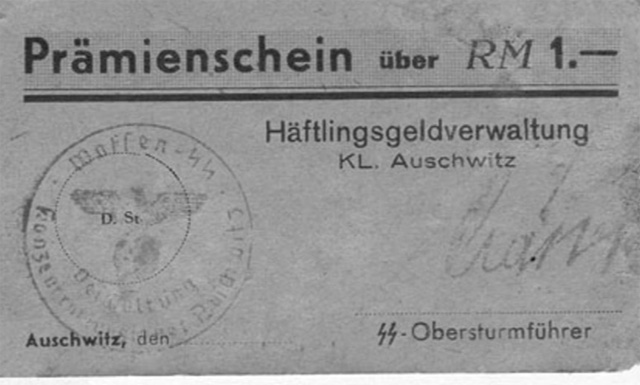 Prämienschein über RM 1.—
Häftlingsgeldverwaltung
KL. Auschwitz
Waffen-SS
D. St.
Verwaltung
Auschwitz, den
SS-Obersturmführer